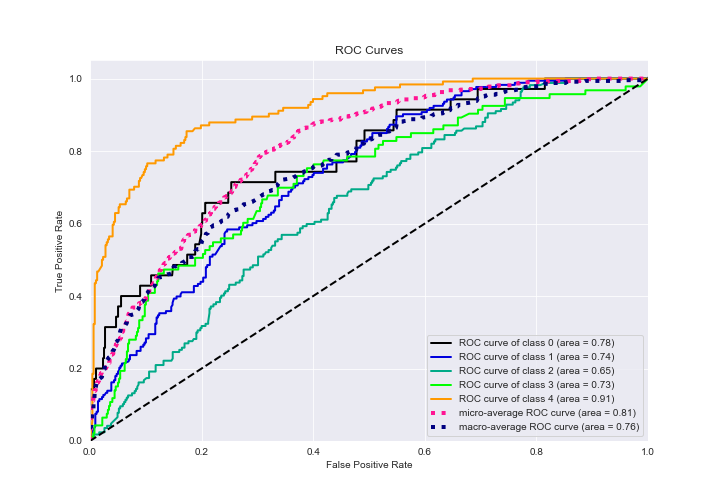 ROC Curves
True Positive Rate
1.0
0.8
0.6
0.4
0.2
0.0
ROC curve of class 0 (area = 0.78)
ROC curve of class 1 (area = 0.74)
ROC curve of class 2 (area = 0.65)
ROC curve of class 3 (area = 0.73)
ROC curve of class 4 (area = 0.91)
micro-average ROC curve (area = 0.81)
macro-average ROC curve (area = 0.76)
0.0 0.2 0.4 0.6 0.8 1.0
False Positive Rate